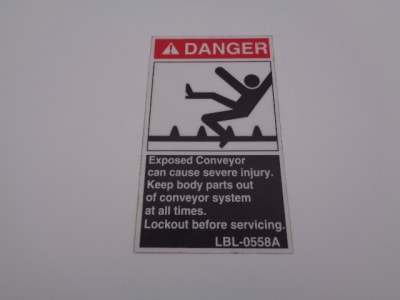 DANGER
Exposed Conveyor
can cause severe injury.
Keep body parts out
of conveyor system
at all times.
Lockout before servicing.
LBL-0558A